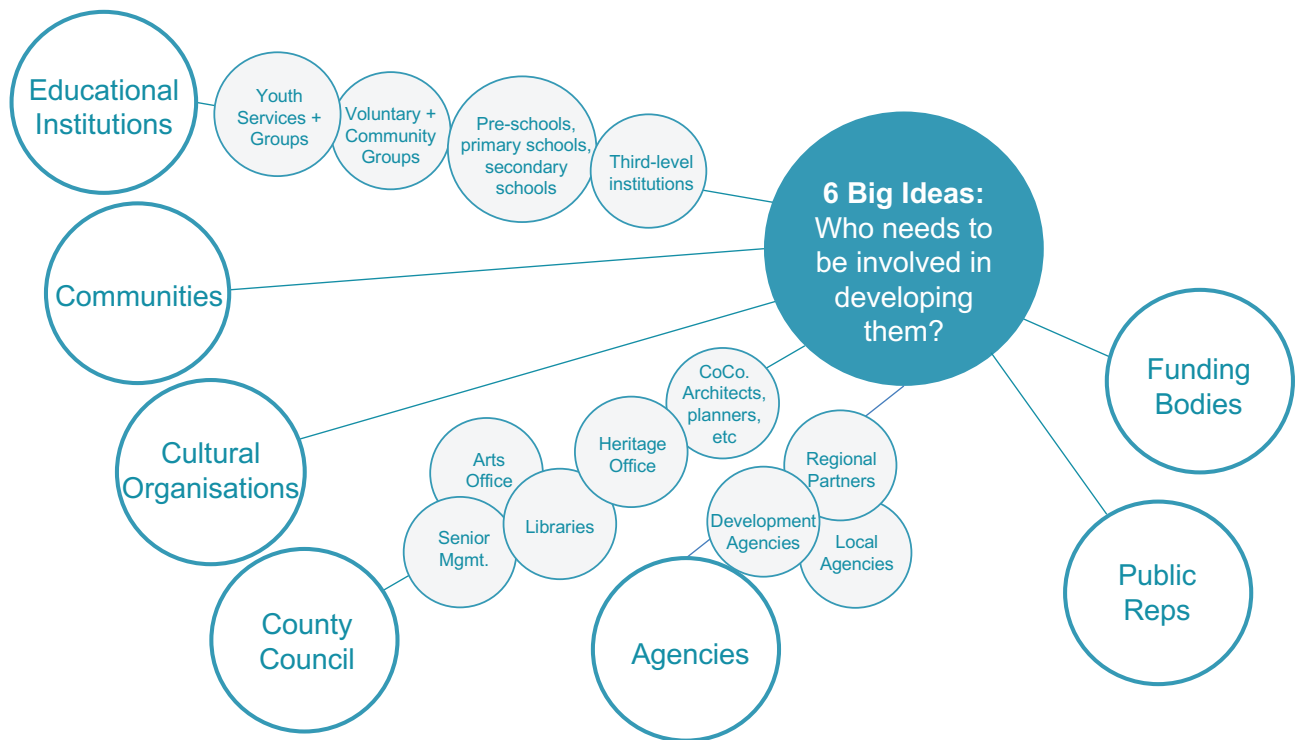 Educational
Institutions
Youth
Services +
Groups
Voluntary +
Community
Groups
Pre-schools,
primary schools,
secondary
schools
Third-level
institutions
6 Big Ideas:
Who needs to
be involved in
developing
them?
Communities
Cultural
Organisations
County
Council
Senior
Mgmt.
Arts
Office
Libraries
Heritage
Office
CoCo.
Architects,
planners,
etc
Agencies
Development
Agencies
Local
Agencies
Regional
Partners
Public
Reps
Funding
Bodies